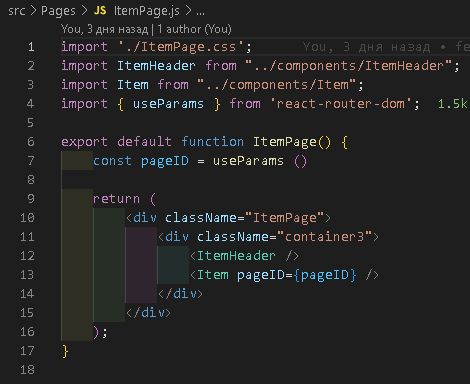 src > Pages > JS ItemPage.js > ...
You, 3 дня назад | 1 author (You)
1 import './ItemPage.css'; You, 3 дня назад • fe
2 import ItemHeader from "../components/ItemHeader";
3 import Item from "../components/Item";
4 import { useParams } from 'react-router-dom'; 1.5k
5
6 export default function ItemPage() {
7 const pageID = useParams ()
8
9 return (
10 <div className="ItemPage">
11 <div className="container3">
12 <ItemHeader />
13 <Item pageID={pageID} />
14 </div>
15 </div>
16 );
17 }
18